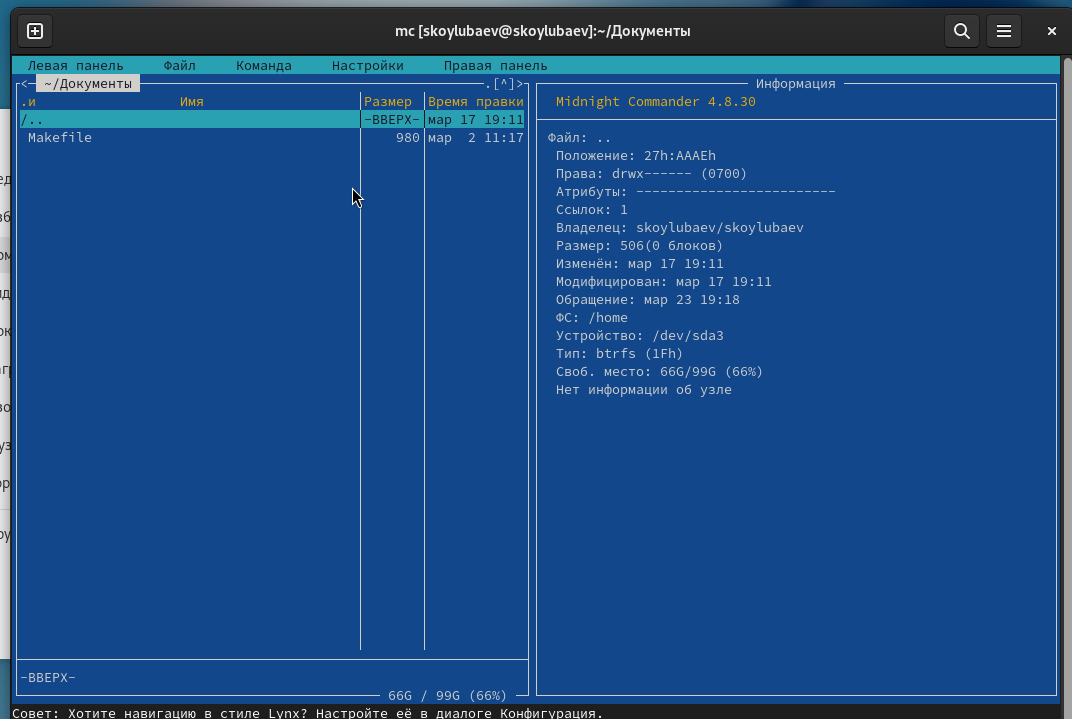 mc [skoylubaev@skoylubaev]:~/Документы
Левая панель Файл Команда Настройки Правая панель
<- ~/Документы .[^]>
.и Имя Размер Время правки
/.. -ВВЕРХ- мар 17 19:11
Makefile 980 мар 2 11:17
-ВВЕРХ-
66G / 99G (66%)
Информация
Midnight Commander 4.8.30
Файл: ..
Положение: 27h:AAAEh
Права: drwx------ (0700)
Атрибуты: -------------------------
Ссылок: 1
Владелец: skoylubaev/skoylubaev
Размер: 506(0 блоков)
Изменён: мар 17 19:11
Модифицирован: мар 17 19:11
Обращение: мар 23 19:18
ФС: /home
Устройство: /dev/sda3
Тип: btrfs (1Fh)
Своб. место: 66G/99G (66%)
Нет информации об узле
Совет: Хотите навигацию в стиле Lynx? Настройте её в диалоге Конфигурация.